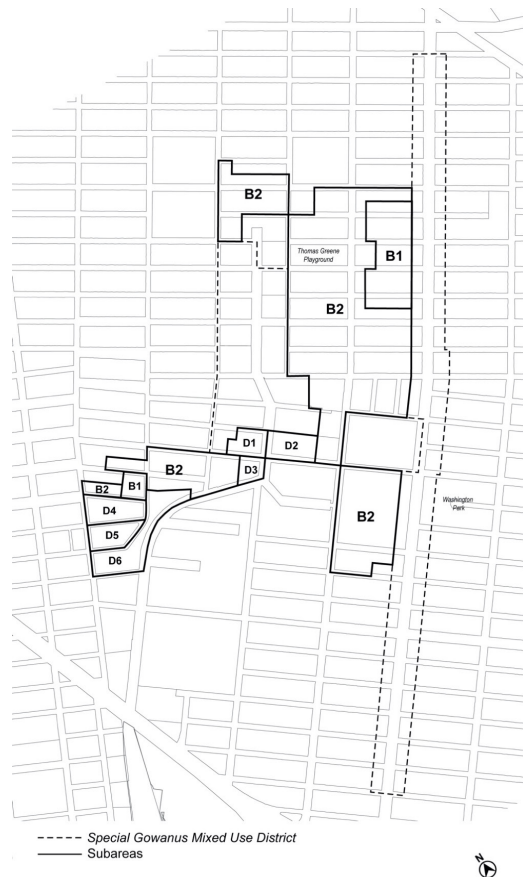 B2
Thomas Greene
Playground
B1
B2
D1
D2
B2
D3
B2
B1
D4
B2
Washington
Park
D5
D6
Special Gowanus Mixed Use District
Subareas
N